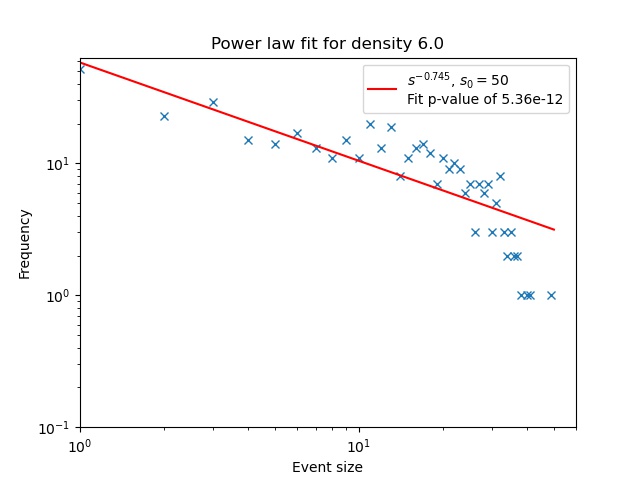 Power law fit for density 6.0
s^{-0.745}, s_0 = 50
Fit p-value of 5.36e-12
Frequency
10^1
10^0
10^{-1}
10^0
10^1
Event size